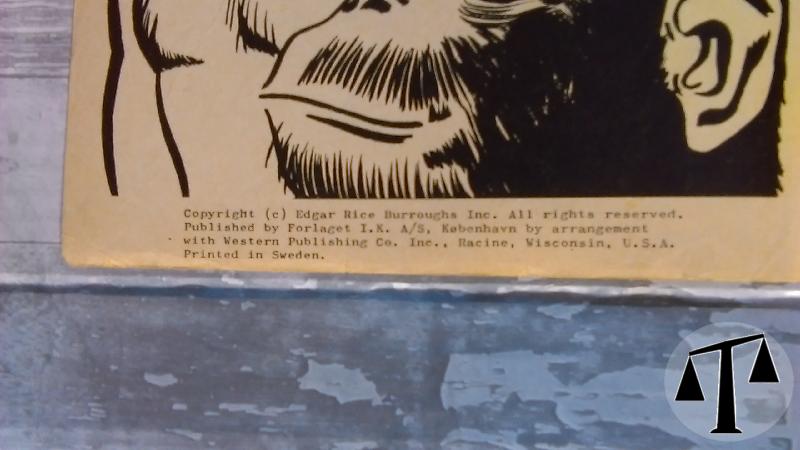 Copyright (c) Edgar Rice Burroughs Inc. All rights reserved.
Published by Forlaget I.K. A/S, København by arrangement
with Western Publishing Co. Inc., Racine, Wisconsin, U.S.A.
Printed in Sweden.